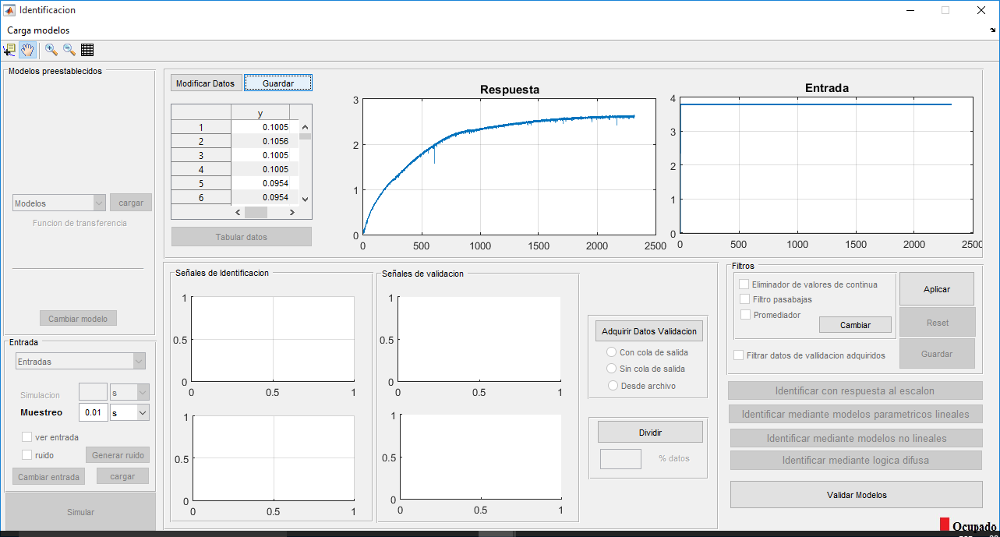 Identificacion
Carga modelos
Modelos preestablecidos
Modelos
cargar
Funcion de transferencia
Cambiar modelo
Entrada
Entradas
Simulacion
s
Muestreo
0.01
s
ver entrada
ruido
Generar ruido
Cambiar entrada
cargar
Simular
Modificar Datos
Guardar
y
1
0.1005
2
0.1056
3
0.1005
4
0.1005
5
0.0954
6
0.0954
Tabular datos
Respuesta
3
2
1
0
0
500
1000
1500
2000
2500
Entrada
4
3
2
1
0
0
500
1000
1500
2000
2500
Señales de Identificacion
1
0.5
0
0
0.5
1
1
0.5
0
0
0.5
1
Señales de validacion
1
0.5
0
0
0.5
1
1
0.5
0
0
0.5
1
Adquirir Datos Validacion
Con cola de salida
Sin cola de salida
Desde archivo
Dividir
% datos
Filtros
Eliminador de valores de continua
Filtro pasabajas
Promediador
Cambiar
Aplicar
Reset
Guardar
Filtrar datos de vallidacion adquiridos
Identificar con respuesta al escalon
Identificar mediante modelos parametricos lineales
Identificar mediante modelos no lineales
Identificar mediante logica difusa
Validar Modelos
Ocupado